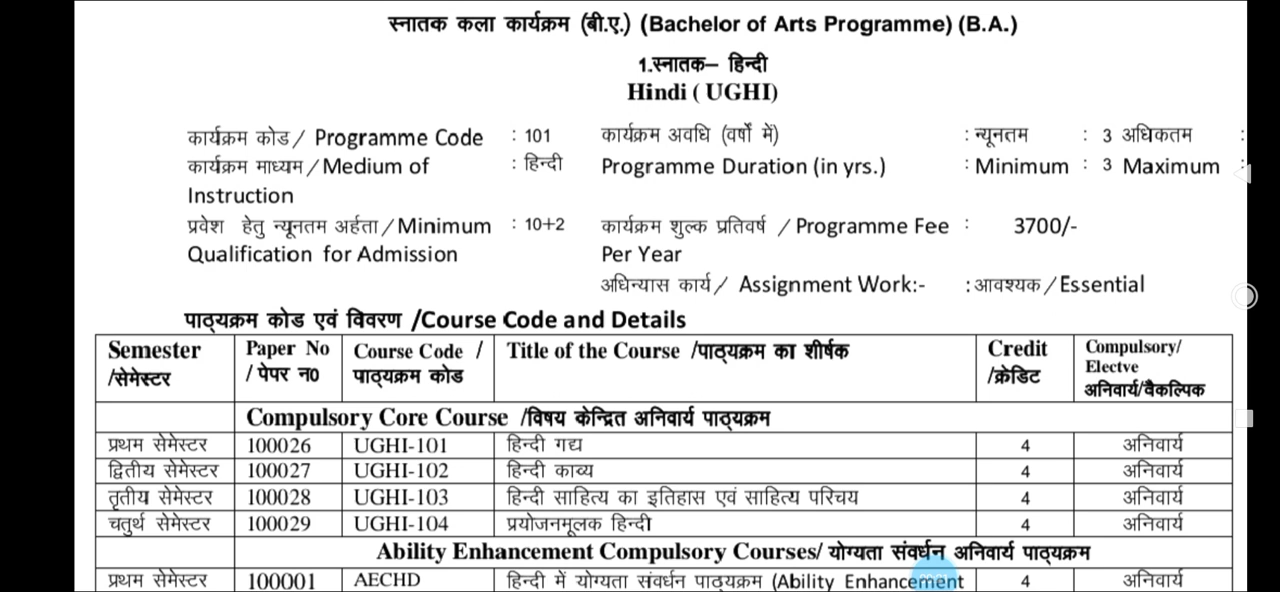 स्नातक कला कार्यक्रम (बी.ए.) (Bachelor of Arts Programme) (B.A.)
1.स्नातक– हिन्दी
Hindi ( UGHI)
कार्यक्रम कोड / Programme Code : 101 कार्यक्रम अवधि (वर्षों में) : न्यूनतम : 3 अधिकतम :
कार्यक्रम माध्यम / Medium of : हिन्दी Programme Duration (in yrs.) : Minimum : 3 Maximum :
Instruction
प्रवेश हेतु न्यूनतम अर्हता / Minimum : 10+2 कार्यक्रम शुल्क प्रतिवर्ष / Programme Fee : 3700/-
Qualification for Admission Per Year
अधिन्यास कार्य / Assignment Work:- : आवश्यक / Essential
पाठ्यक्रम कोड एवं विवरण /Course Code and Details
Semester Paper No Course Code / Title of the Course /पाठ्यक्रम का शीर्षक Credit Compulsory/
/सेमेस्टर / पेपर न0 पाठ्यक्रम कोड /क्रेडिट Electve
अनिवार्य/वैकल्पिक
Compulsory Core Course /विषय केन्द्रित अनिवार्य पाठ्यक्रम
प्रथम सेमेस्टर 100026 UGHI-101 हिन्दी गद्य 4 अनिवार्य
द्वितीय सेमेस्टर 100027 UGHI-102 हिन्दी काव्य 4 अनिवार्य
तृतीय सेमेस्टर 100028 UGHI-103 हिन्दी साहित्य का इतिहास एवं साहित्य परिचय 4 अनिवार्य
चतुर्थ सेमेस्टर 100029 UGHI-104 प्रयोजनमूलक हिन्दी 4 अनिवार्य
Ability Enhancement Compulsory Courses/ योग्यता संवर्धन अनिवार्य पाठ्यक्रम
प्रथम सेमेस्टर 100001 AECHD हिन्दी में योग्यता संवर्धन पाठ्यक्रम (Ability Enhancement 4 अनिवार्य